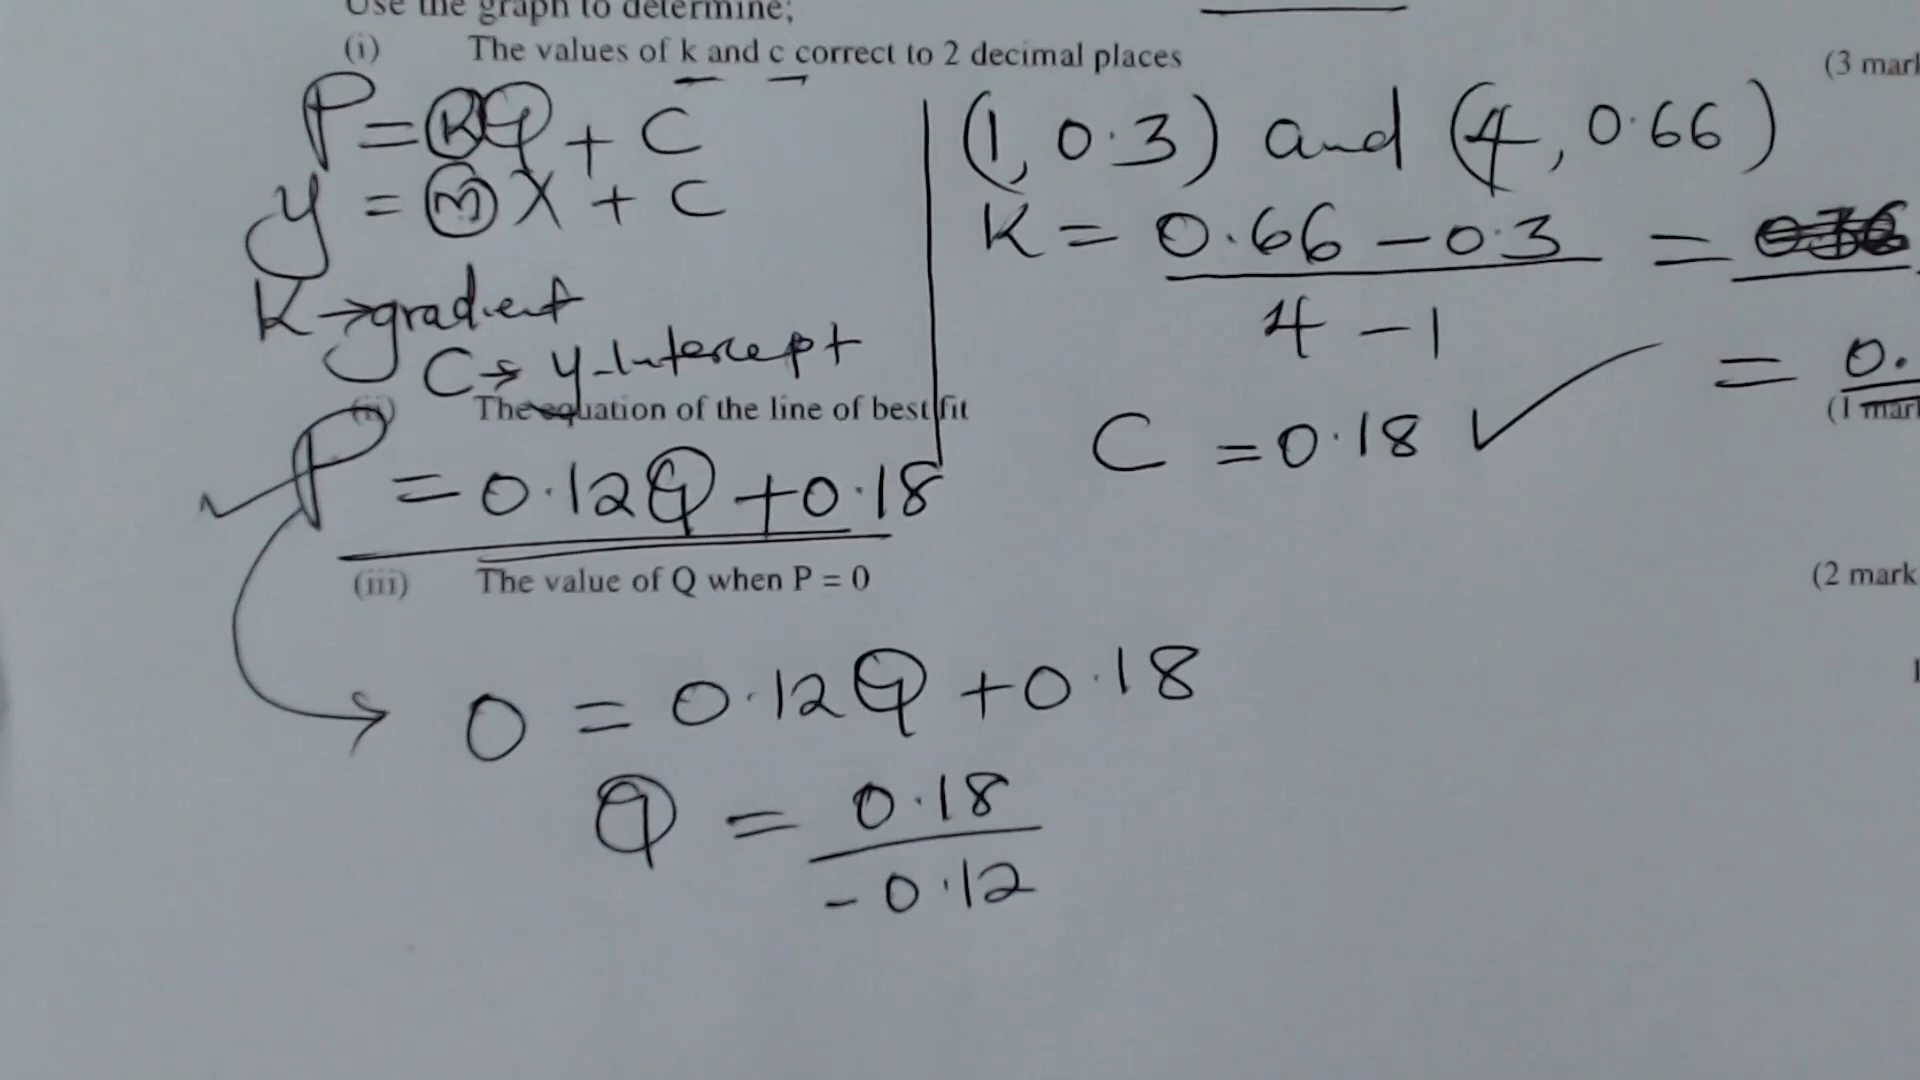 Use the graph to determine;
(i) The values of k and c correct to 2 decimal places
P = KQ + C
y = mx + c
K → gradient
C → y-Intercept
(1, 0.3) and (4, 0.66)
K = 0.66 - 0.3 =
4 - 1
= 0.
C = 0.18 ✓
(ii) The equation of the line of best fit
(1
P = 0.12Q + 0.18
(iii) The value of Q when P = 0
(2 mark
0 = 0.12Q + 0.18
Q = 0.18
-0.12